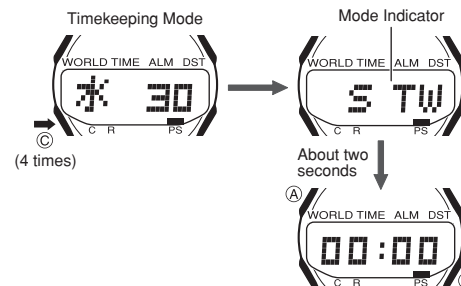 Timekeeping Mode
Mode Indicator
WORLD TIME ALM DST
水 30
C R PS
Ⓒ
(4 times)
WORLD TIME ALM DST
S TW
C R PS
About two
seconds
Ⓐ
WORLD TIME ALM DST
00:00
C R PS